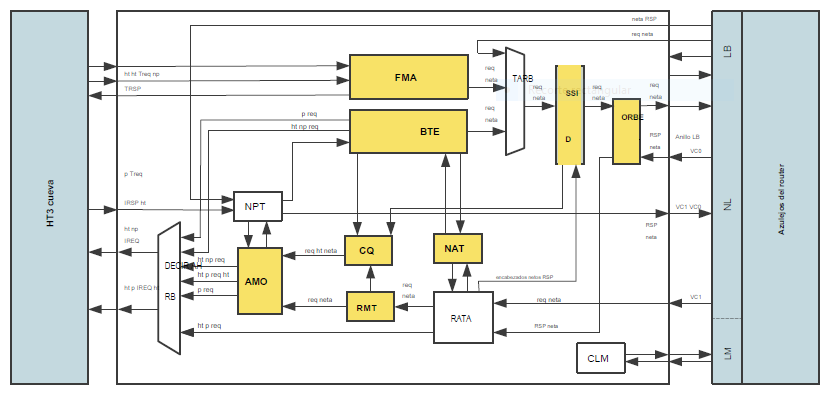 neta RSP
req neta
LB
ht ht Treq np
FMA
req
neta
TARB
TRSP
req
neta
SSI
req
neta
req
neta
p req
ht np req
BTE
req
neta
D
ORBE
RSP
neta
Anillo LB
VC0
p Treq
HT3 cueva
IRSP ht
NPT
VC1 VC0
NL
Azulejos del router
RSP
neta
ht np
IREQ
DECIR AH
RB
ht np req
ht p req ht
p req
AMO
req ht neta
CQ
NAT
encabezados netos RSP
ht p IREQ ht
req neta
RMT
req
neta
RATA
req neta
VC1
ht p req
RSP neta
CLM
LM